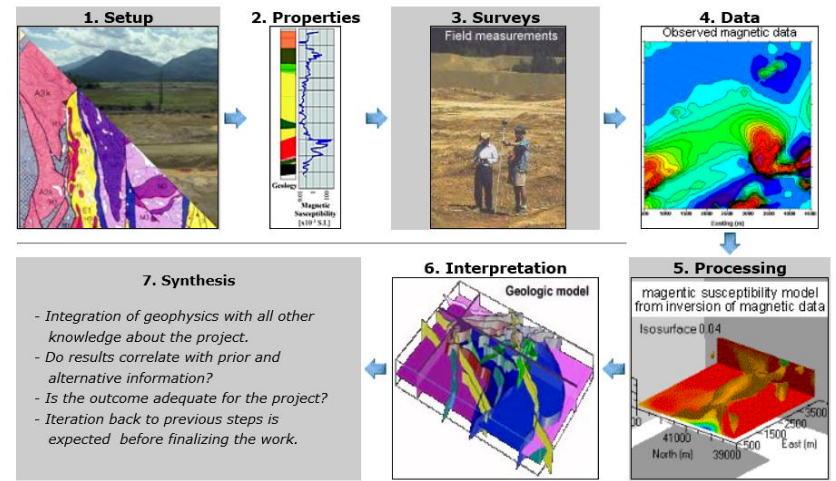 1. Setup
2. Properties
3. Surveys
4. Data
Field measurements
Observed magnetic data
Geology
Magnetic
Susceptibility
[x10⁻³ S.I.]
Easting (m)
7. Synthesis
- Integration of geophysics with all other
knowledge about the project.
- Do results correlate with prior and
alternative information?
- Is the outcome adequate for the project?
- Iteration back to previous steps is
expected before finalizing the work.
6. Interpretation
Geologic model
5. Processing
magentic susceptibility model
from inversion of magnetic data
Isosurface 0.04
3500
2500
1500
500
East (m)
41000
North (m)
39000